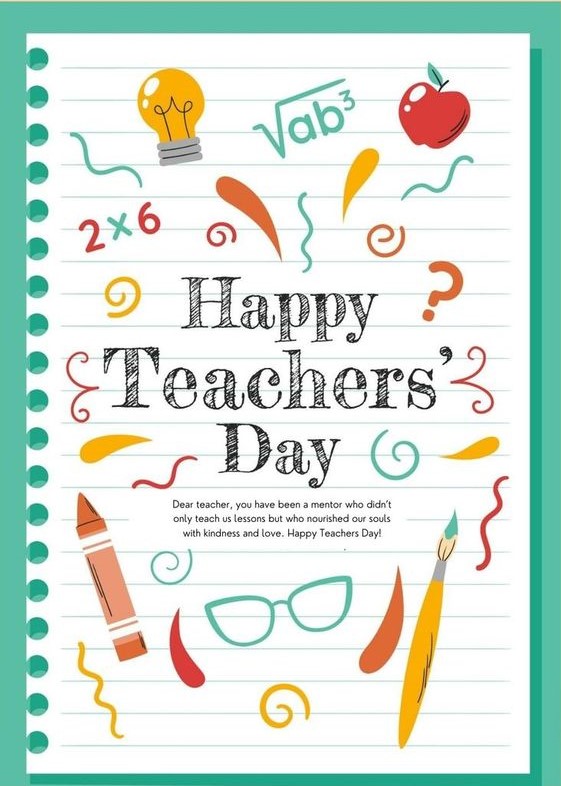 √ab³
2×6
?
Happy
Teachers’
Day
Dear teacher, you have been a mentor who didn’t
only teach us lessons but who nourished our souls
with kindness and love. Happy Teachers Day!
.